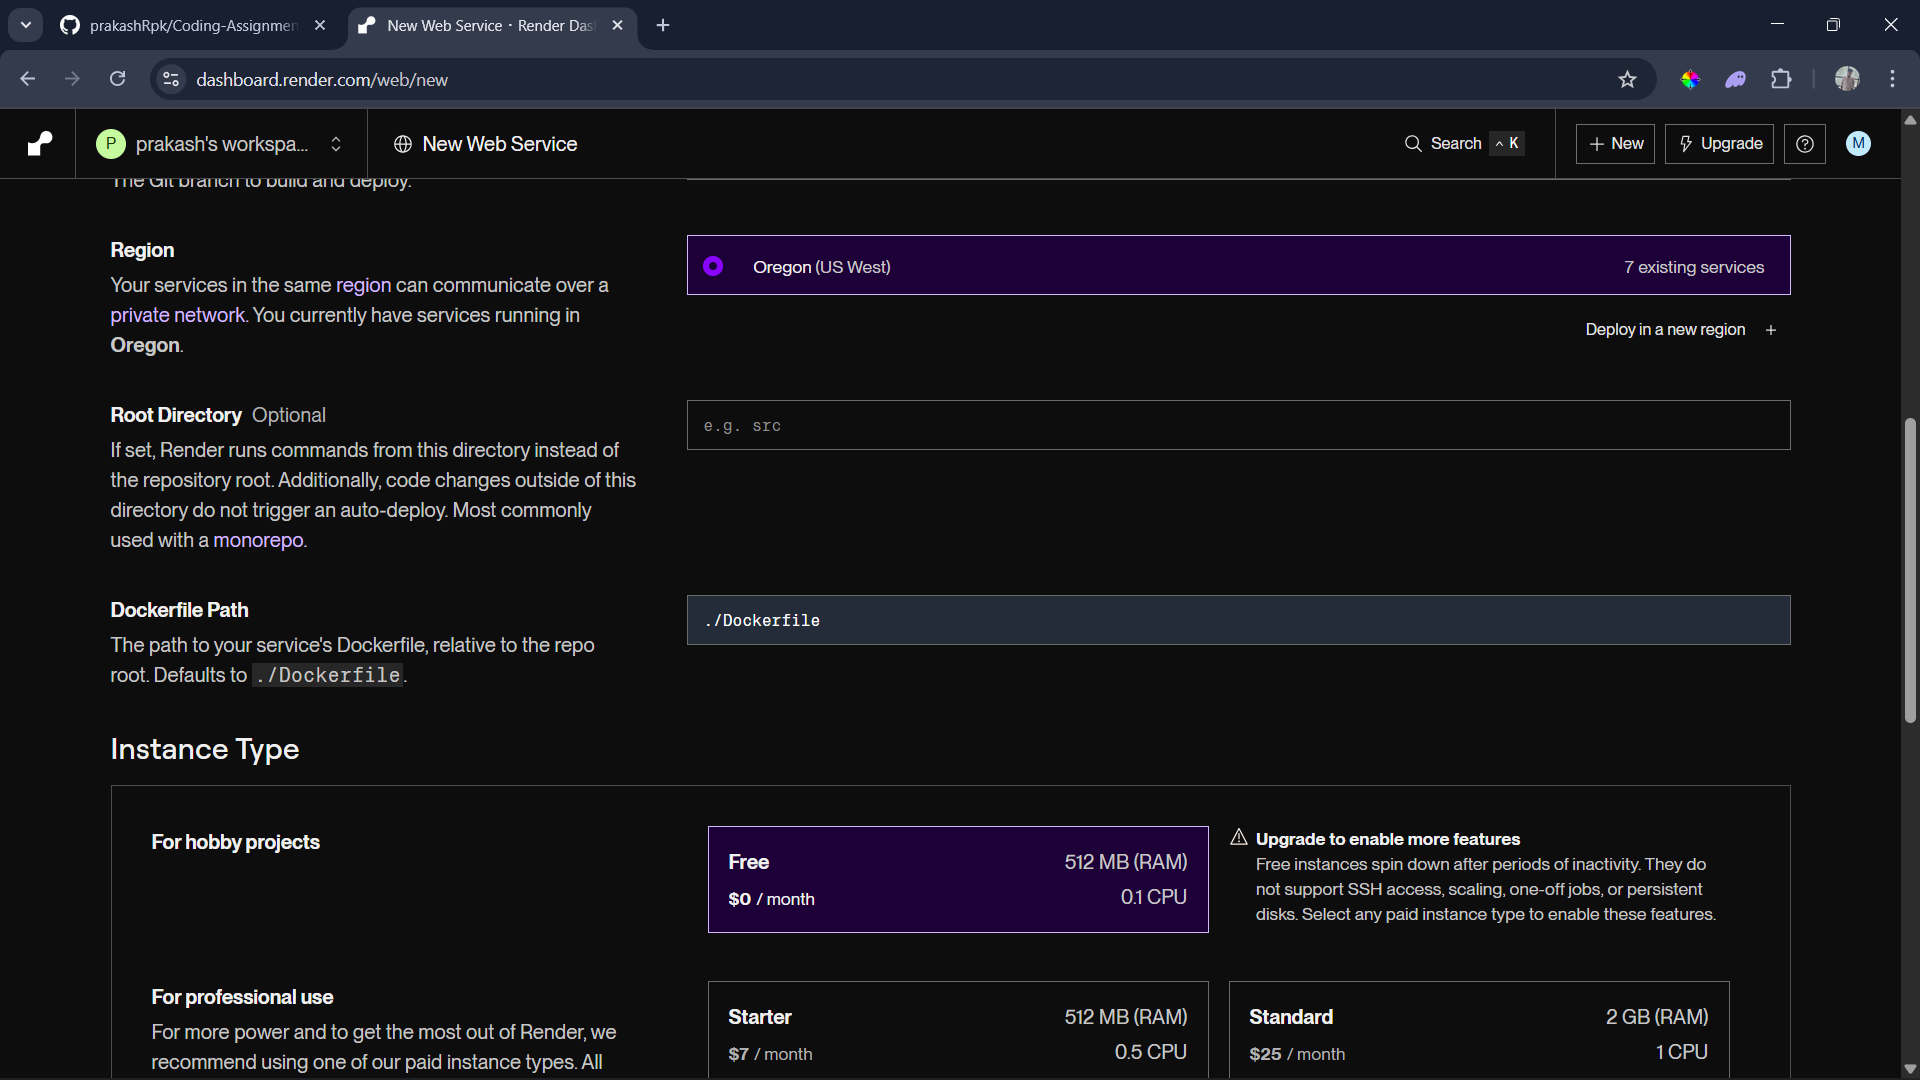 prakashRpk/Coding-Assignmen
New Web Service · Render Das
dashboard.render.com/web/new
P
prakash's workspa...
New Web Service
Search
K
+ New
Upgrade
M
The Git branch to build and deploy.
Region
Your services in the same region can communicate over a
private network. You currently have services running in
Oregon.
Oregon (US West)
7 existing services
Deploy in a new region +
Root Directory Optional
If set, Render runs commands from this directory instead of
the repository root. Additionally, code changes outside of this
directory do not trigger an auto-deploy. Most commonly
used with a monorepo.
e.g. src
Dockerfile Path
The path to your service's Dockerfile, relative to the repo
root. Defaults to ./Dockerfile.
./Dockerfile
Instance Type
For hobby projects
Free
512 MB (RAM)
$0 / month
0.1 CPU
Upgrade to enable more features
Free instances spin down after periods of inactivity. They do
not support SSH access, scaling, one-off jobs, or persistent
disks. Select any paid instance type to enable these features.
For professional use
For more power and to get the most out of Render, we
recommend using one of our paid instance types. All
Starter
512 MB (RAM)
$7 / month
0.5 CPU
Standard
2 GB (RAM)
$25 / month
1 CPU